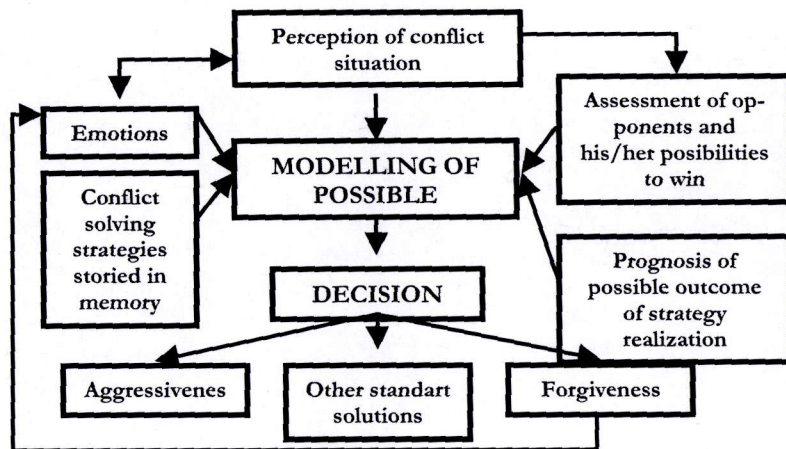 Perception of conflict
situation
Emotions
Assessment of op-
ponents and
his/her posibilities
to win
MODELLING OF
POSSIBLE
Conflict
solving
strategies
storied in
memory
Prognosis of
possible outcome
of strategy
realization
DECISION
Aggressivenes
Other standart
solutions
Forgiveness